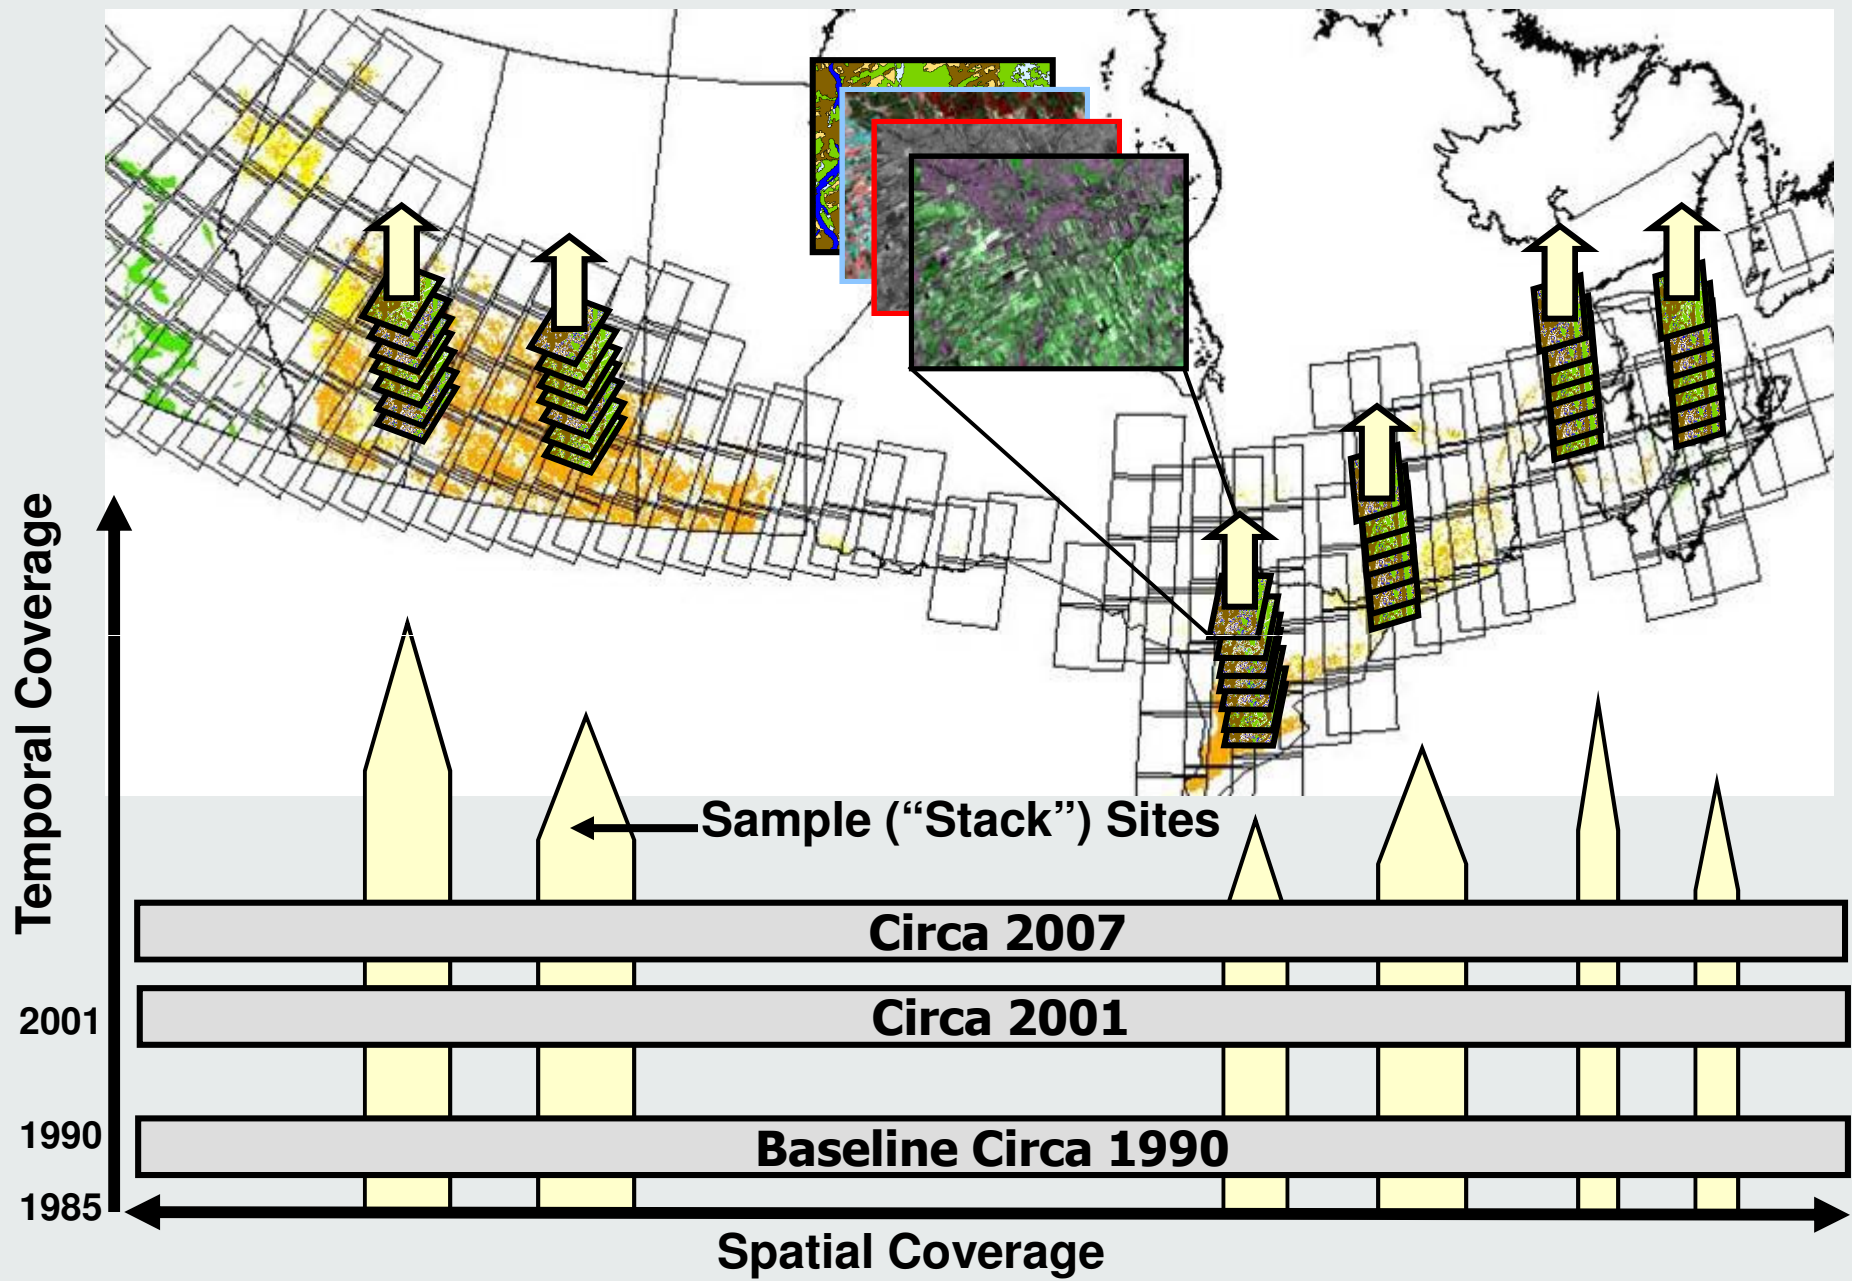 Temporal Coverage
Sample (“Stack”) Sites
Circa 2007
2001
Circa 2001
1990
Baseline Circa 1990
1985
Spatial Coverage